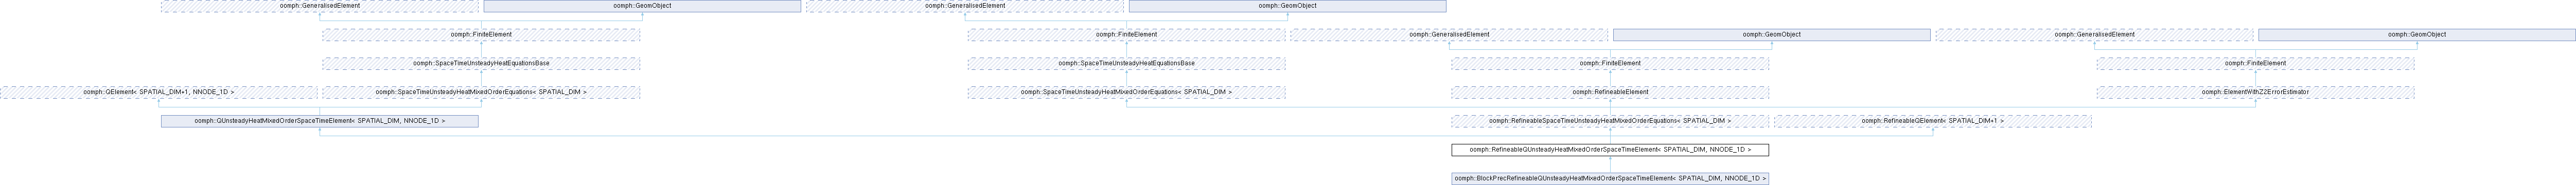 oomph::GeneralisedElement oomph::GeomObject oomph::GeneralisedElement oomph::GeomObject
oomph::FiniteElement oomph::FiniteElement oomph::GeneralisedElement oomph::GeomObject oomph::GeneralisedElement oomph::GeomObject
oomph::SpaceTimeUnsteadyHeatEquationsBase oomph::SpaceTimeUnsteadyHeatEquationsBase oomph::FiniteElement oomph::FiniteElement
oomph::QElement< SPATIAL_DIM+1, NNODE_1D > oomph::SpaceTimeUnsteadyHeatMixedOrderEquations< SPATIAL_DIM > oomph::SpaceTimeUnsteadyHeatMixedOrderEquations< SPATIAL_DIM > oomph::RefineableElement oomph::ElementWithZ2ErrorEstimator
oomph::QUnsteadyHeatMixedOrderSpaceTimeElement< SPATIAL_DIM, NNODE_1D > oomph::RefineableSpaceTimeUnsteadyHeatMixedOrderEquations< SPATIAL_DIM > oomph::RefineableQElement< SPATIAL_DIM+1 >
oomph::RefineableQUnsteadyHeatMixedOrderSpaceTimeElement< SPATIAL_DIM, NNODE_1D >
oomph::BlockPrecRefineableQUnsteadyHeatMixedOrderSpaceTimeElement< SPATIAL_DIM, NNODE_1D >